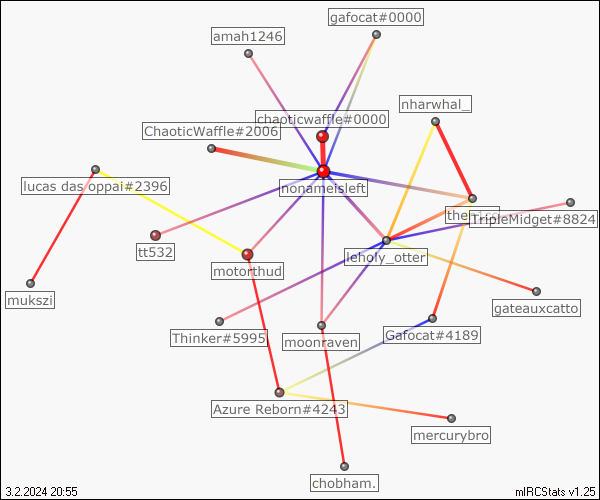 gafocat#0000
amah1246
nharwhal_
chaoticwaffle#0000
ChaoticWaffle#2006
lucas das oppai#2396
nonameisleft
TripleMidget#8824
tt532
leholy_otter
motorthud
mukszi
gateauxcatto
Thinker#5995
moonraven
Gafocat#4189
Azure Reborn#4243
mercurybro
chobham.
3.2.2024 20:55
mIRCStats v1.25